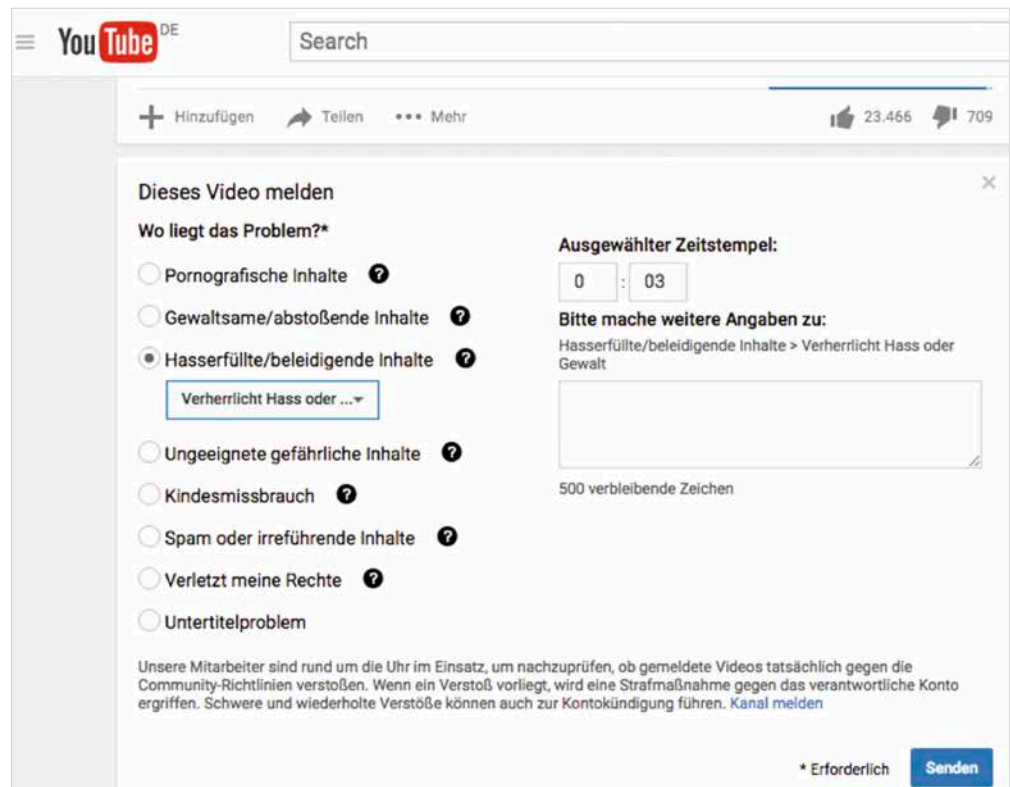 YouTube DE
Search
Hinzufügen Teilen Mehr 23.466 709
Dieses Video melden
Wo liegt das Problem?*
Pornografische Inhalte ?
Gewaltsame/abstoßende Inhalte ?
Hasserfüllte/beleidigende Inhalte ?
Verherrlicht Hass oder ...
Ungeeignete gefährliche Inhalte ?
Kindesmissbrauch ?
Spam oder irreführende Inhalte ?
Verletzt meine Rechte ?
Untertitelproblem
Ausgewählter Zeitstempel:
0 : 03
Bitte mache weitere Angaben zu:
Hasserfüllte/beleidigende Inhalte > Verherrlicht Hass oder
Gewalt
500 verbleibende Zeichen
Unsere Mitarbeiter sind rund um die Uhr im Einsatz, um nachzuprüfen, ob gemeldete Videos tatsächlich gegen die
Community-Richtlinien verstoßen. Wenn ein Verstoß vorliegt, wird eine Strafmaßnahme gegen das verantwortliche Konto
ergriffen. Schwere und wiederholte Verstöße können auch zur Kontokündigung führen. Kanal melden
* Erforderlich Senden